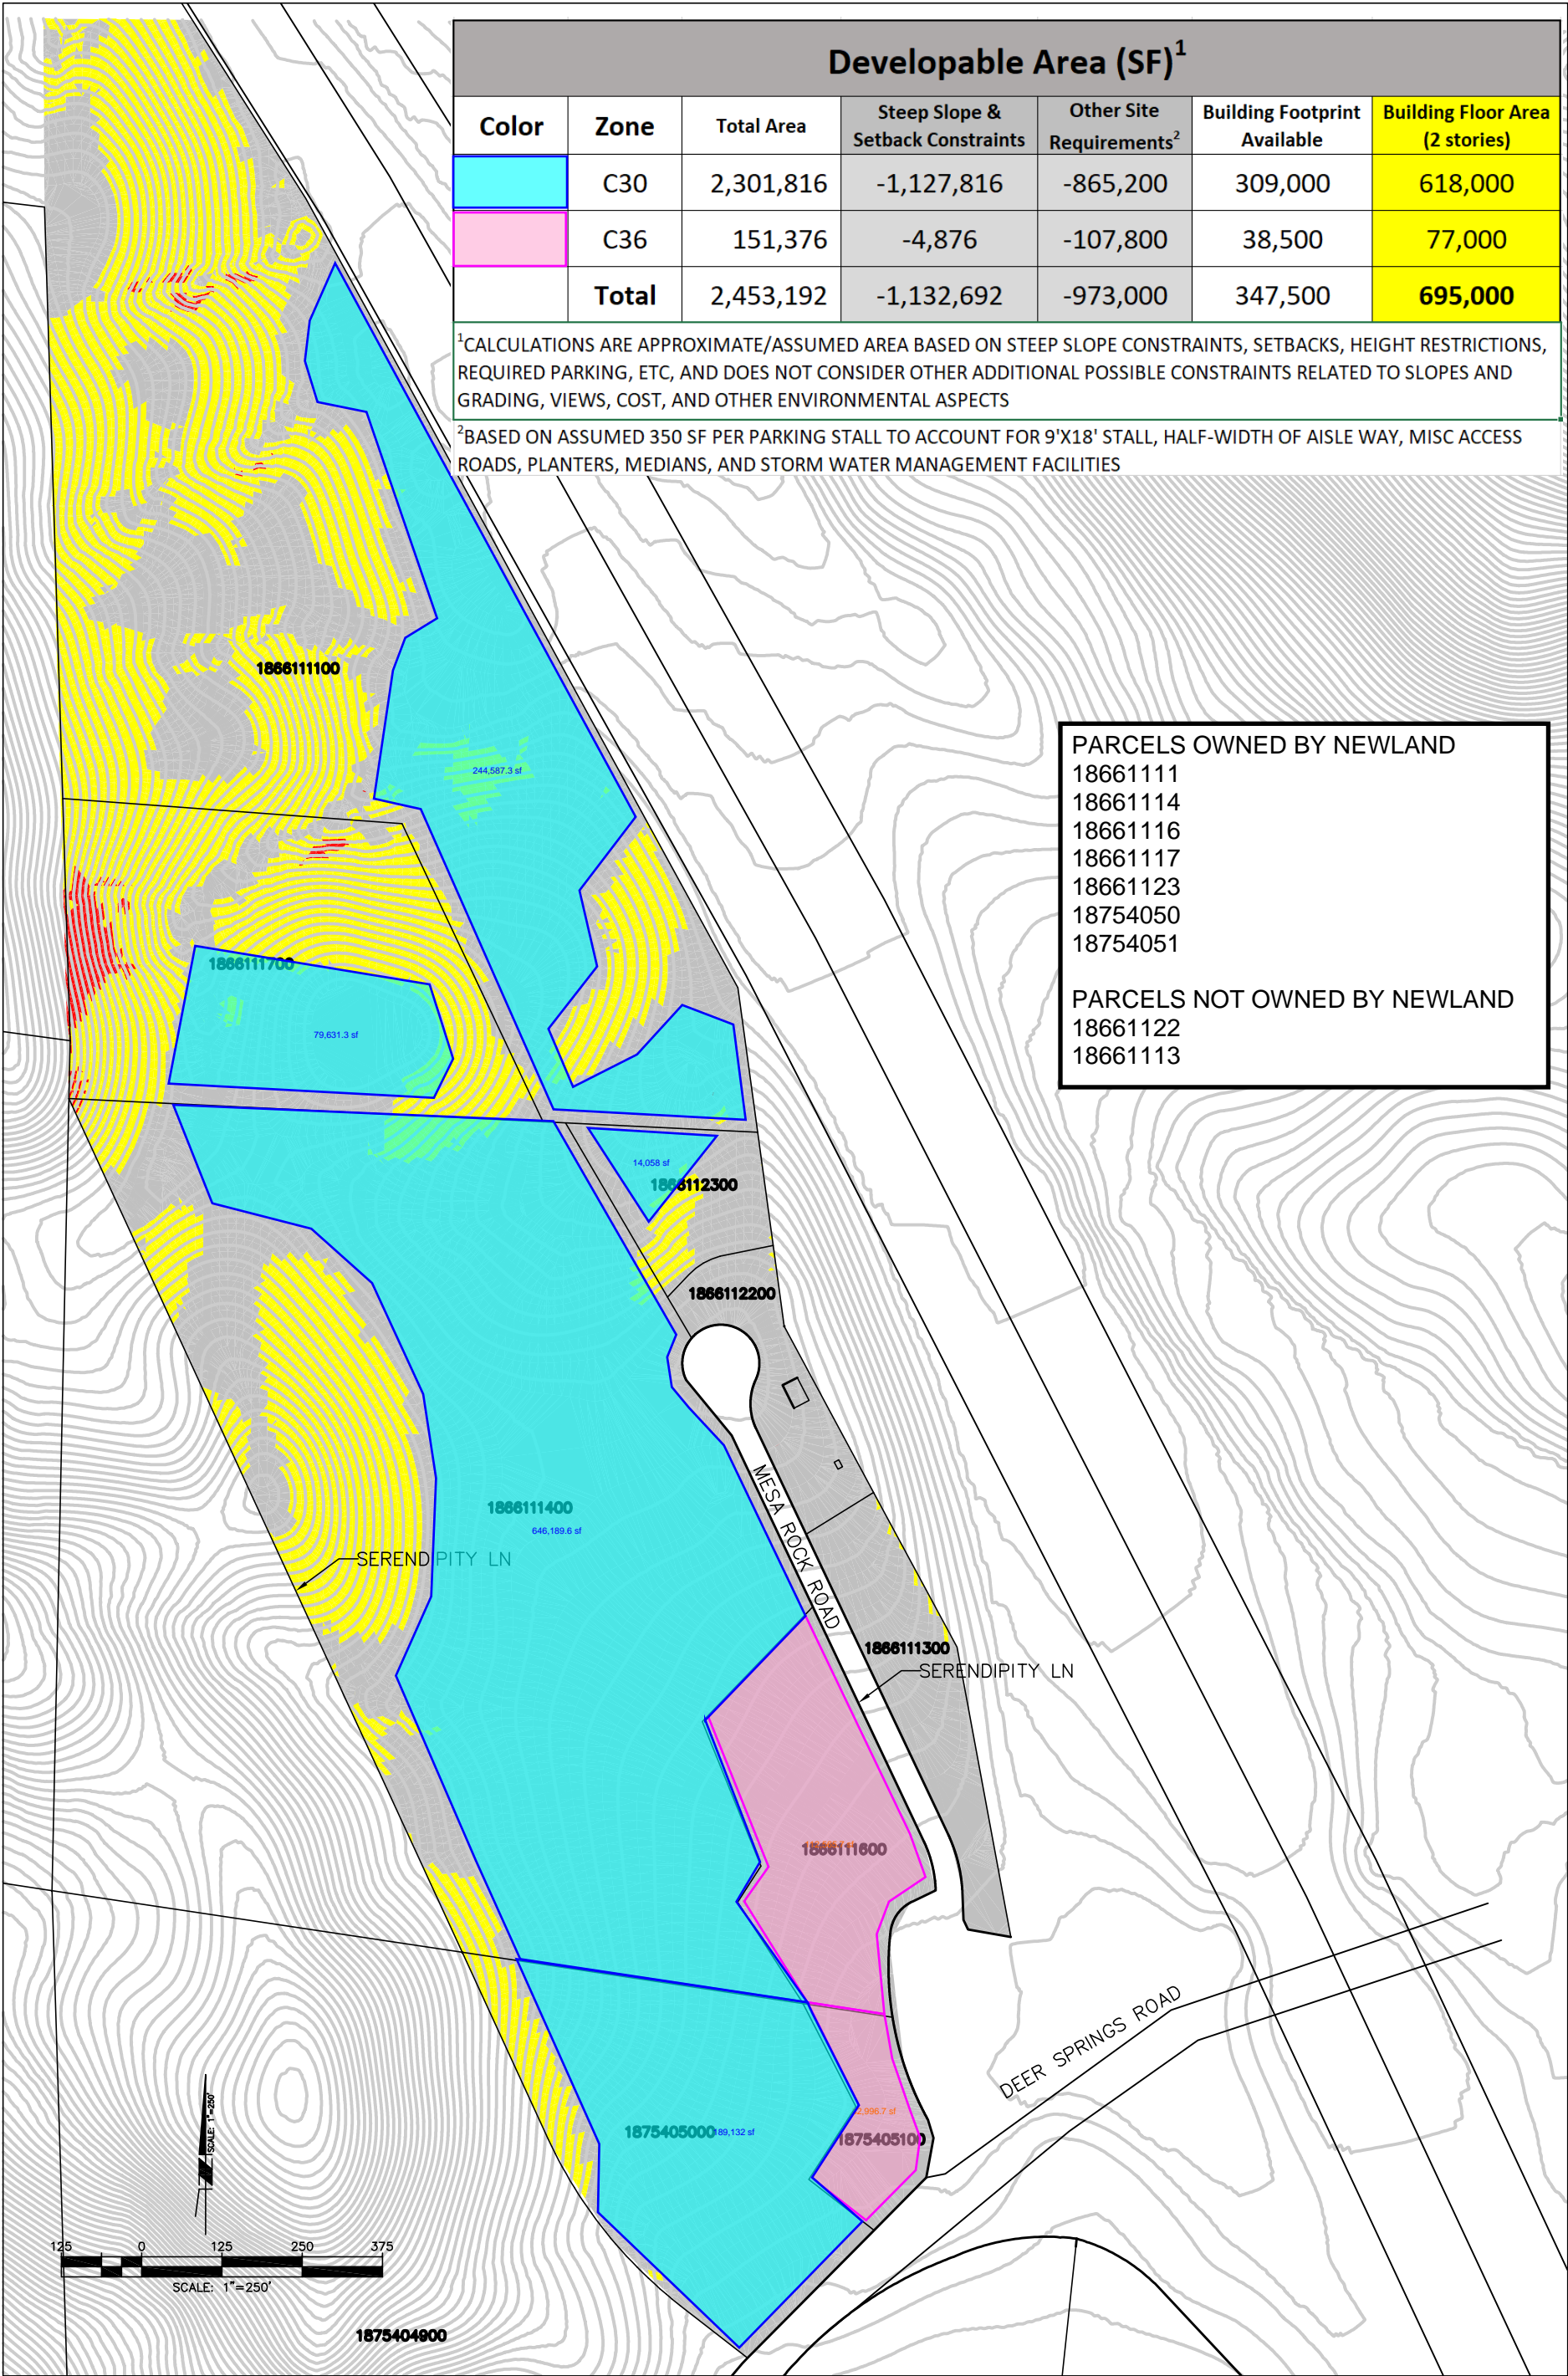 Developable Area (SF)1
Color Zone Total Area Steep Slope & Setback Constraints Other Site Requirements2 Building Footprint Available Building Floor Area (2 stories)
C30 2,301,816 -1,127,816 -865,200 309,000 618,000
C36 151,376 -4,876 -107,800 38,500 77,000
Total 2,453,192 -1,132,692 -973,000 347,500 695,000
1CALCULATIONS ARE APPROXIMATE/ASSUMED AREA BASED ON STEEP SLOPE CONSTRAINTS, SETBACKS, HEIGHT RESTRICTIONS,
REQUIRED PARKING, ETC, AND DOES NOT CONSIDER OTHER ADDITIONAL POSSIBLE CONSTRAINTS RELATED TO SLOPES AND
GRADING, VIEWS, COST, AND OTHER ENVIRONMENTAL ASPECTS
2BASED ON ASSUMED 350 SF PER PARKING STALL TO ACCOUNT FOR 9'X18' STALL, HALF-WIDTH OF AISLE WAY, MISC ACCESS
ROADS, PLANTERS, MEDIANS, AND STORM WATER MANAGEMENT FACILITIES
1866111100
244,587.3 sf
PARCELS OWNED BY NEWLAND
18661111
18661114
18661116
18661117
18661123
18754050
18754051
PARCELS NOT OWNED BY NEWLAND
18661122
18661113
1866111700
79,631.3 sf
14,058 sf
1866112300
1866112200
MESA ROCK ROAD
1866111400
646,189.6 sf
SERENDIPITY LN
1866111300
SERENDIPITY LN
1866111600
DEER SPRINGS ROAD
1875405000
189,132 sf
2,998.7 sf
1875405100
SCALE: 1"=250'
125 0 125 250 375
SCALE: 1"=250'
1875404900